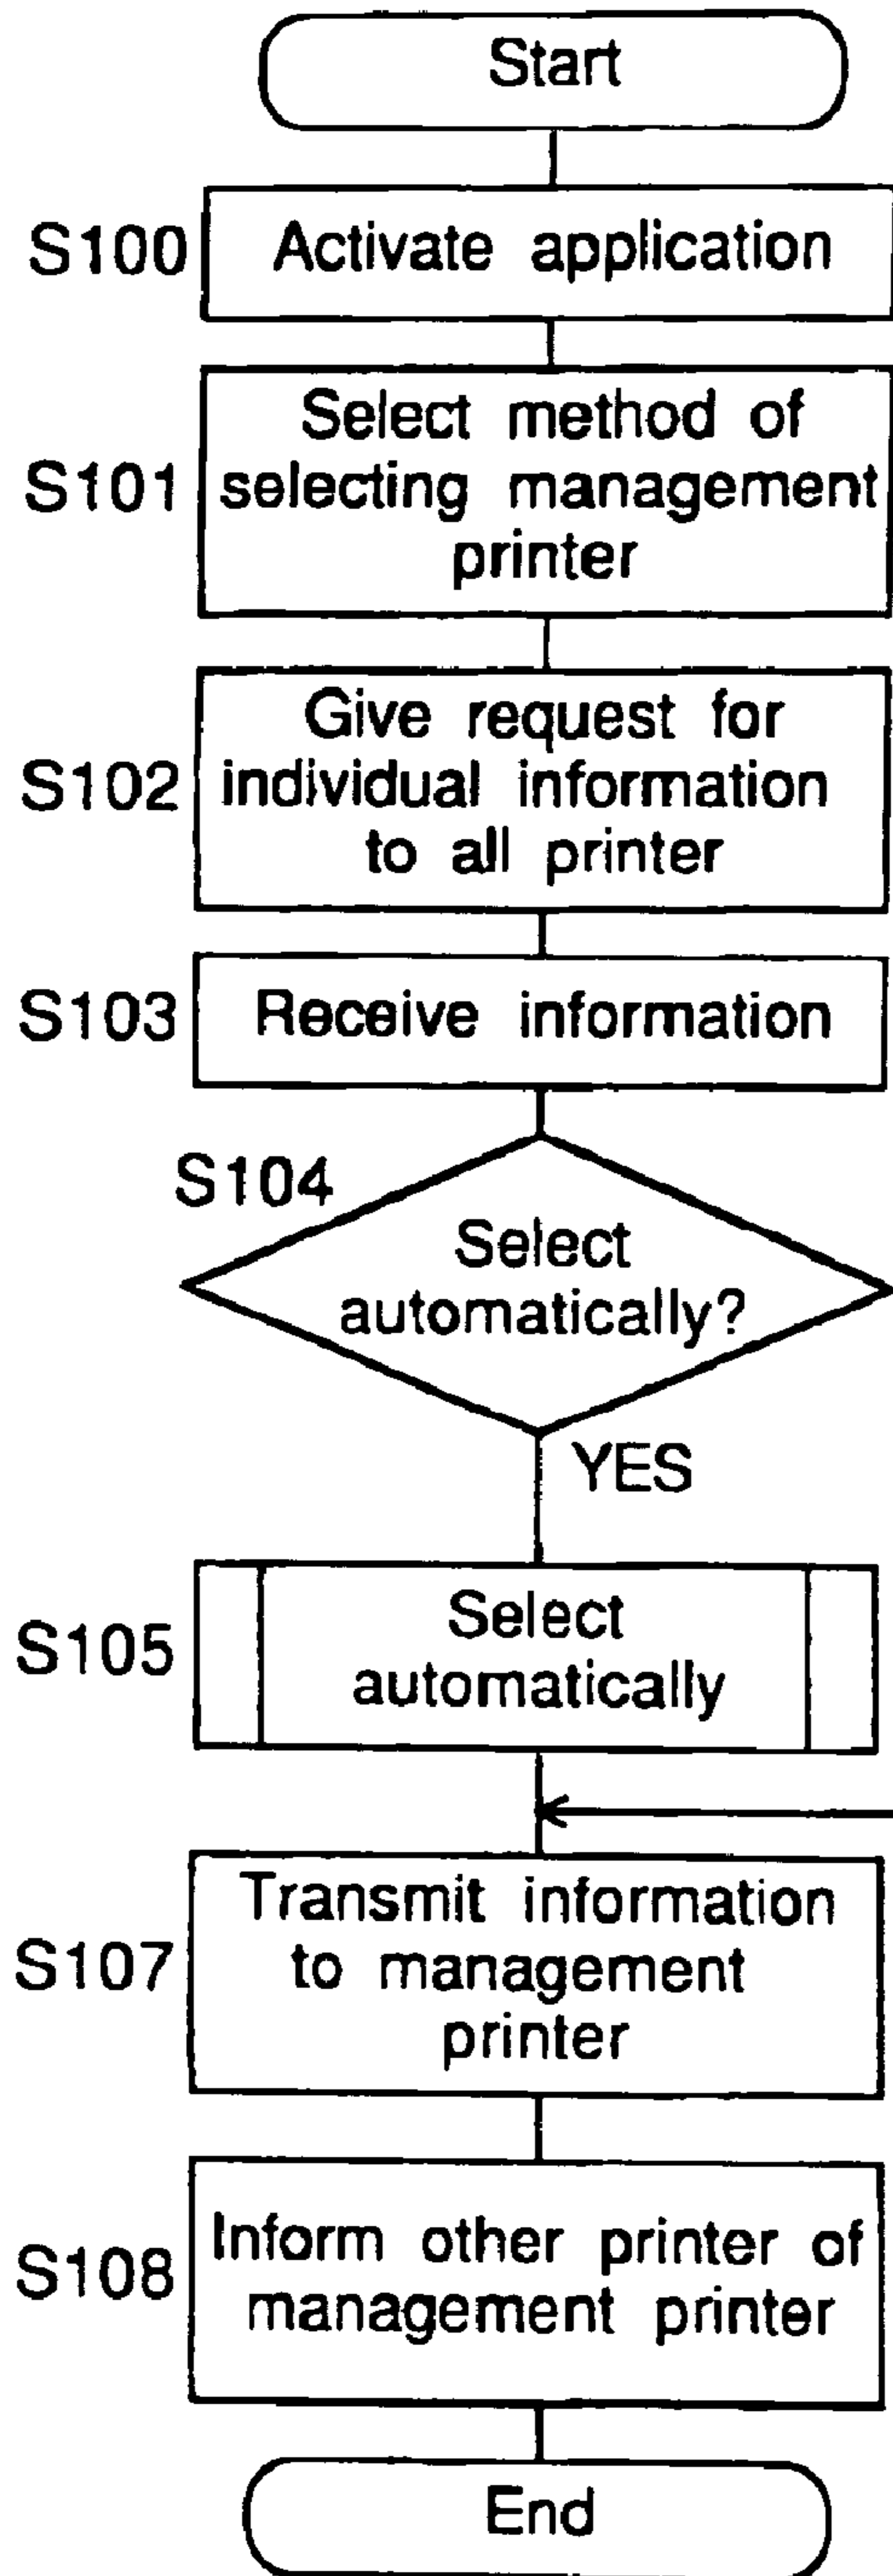 Start
S100
Activate application
S101
Select method of
selecting management
printer
S102
Give request for
individual information
to all printer
S103
Receive information
S104
Select
automatically?
YES
S105
Select
automatically
S107
Transmit information
to management
printer
S108
Inform other printer of
management printer
End